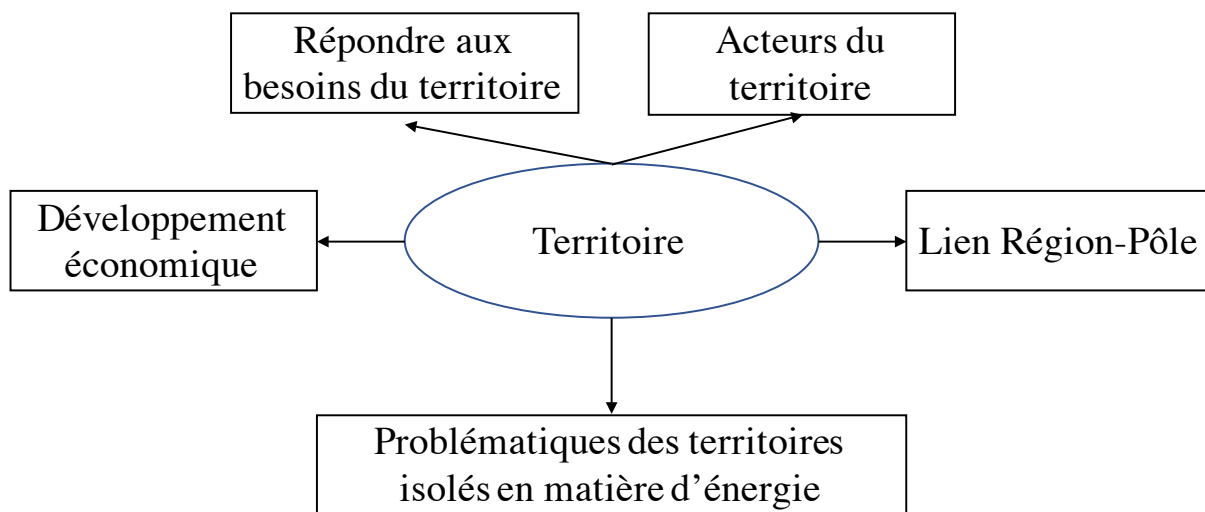 Répondre aux
besoins du territoire
Acteurs du
territoire
Développement
économique
Territoire
Lien Région-Pôle
Problématiques des territoires
isolés en matière d’énergie